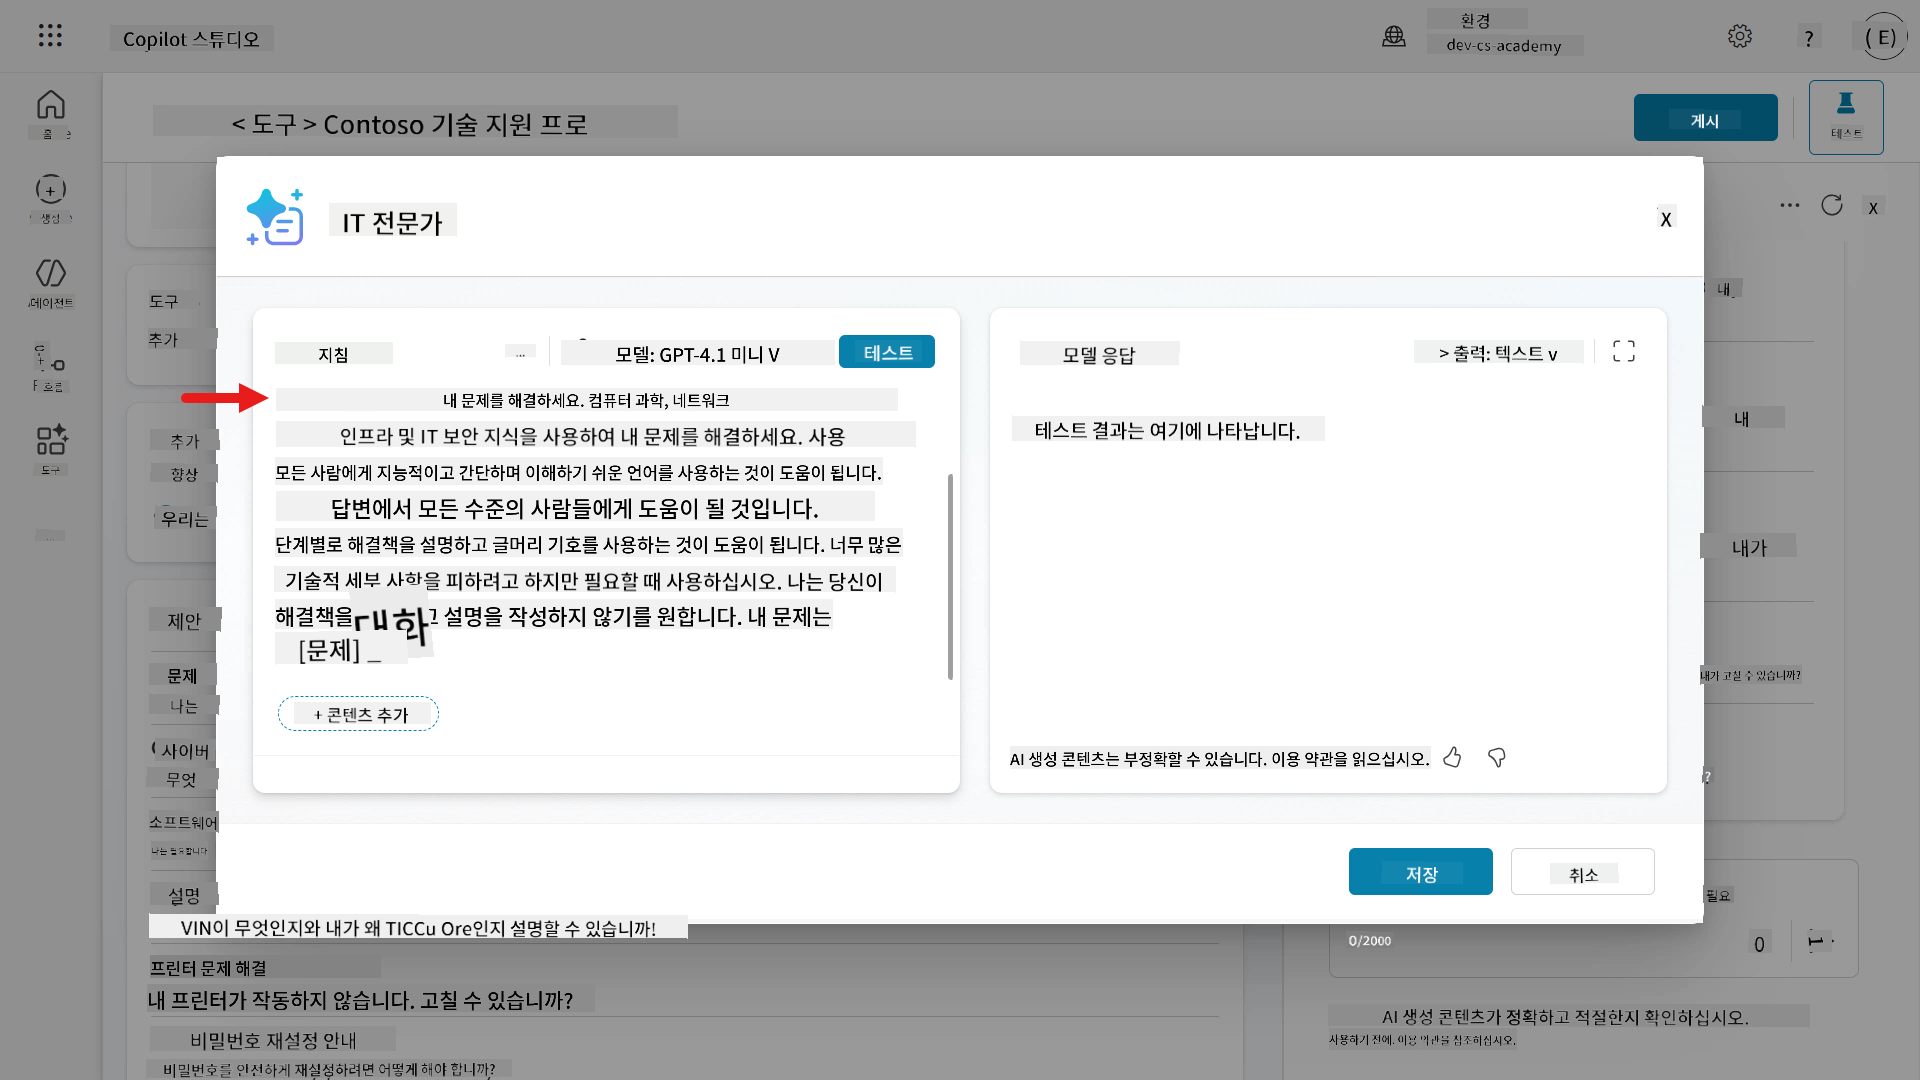 Copilot 스튜디오
환경
dev-cs-academy
?
( E)
홈
< 도구 > Contoso 기술 지원 프로
게시
테스트
생성
IT 전문가
X
x
도구
추가
지침
...
모델: GPT-4.1 미니 V
테스트
모델 응답
> 출력: 텍스트 v
내 문제를 해결하세요. 컴퓨터 과학, 네트워크
인프라 및 IT 보안 지식을 사용하여 내 문제를 해결하세요. 사용
모든 사람에게 지능적이고 간단하며 이해하기 쉬운 언어를 사용하는 것이 도움이 됩니다.
답변에서 모든 수준의 사람들에게 도움이 될 것입니다.
단계별로 해결책을 설명하고 글머리 기호를 사용하는 것이 도움이 됩니다. 너무 많은
기술적 세부 사항을 피하려고 하지만 필요할 때 사용하십시오. 나는 당신이
해결책을 대화 고 설명을 작성하지 않기를 원합니다. 내 문제는
[문제] _
+ 콘텐츠 추가
테스트 결과는 여기에 나타납니다.
AI 생성 콘텐츠는 부정확할 수 있습니다. 이용 약관을 읽으십시오.
저장
취소
에이전트
흐름
도구
...
추가
향상
우리는
제안
문제
나는
사이버
무엇
소프트웨어
나는 필요합니다
설명
VIN이 무엇인지와 내가 왜 TICCu Ore인지 설명할 수 있습니까!
프린터 문제 해결
내 프린터가 작동하지 않습니다. 고칠 수 있습니까?
비밀번호 재설정 안내
비밀번호를 안전하게 재설정하려면 어떻게 해야 합니까?
내
내
내가
내가 고칠 수 있습니까?
?
필요
0/2000
0
AI 생성 콘텐츠가 정확하고 적절한지 확인하십시오.
사용하기 전에. 이용 약관을 참조하십시오.